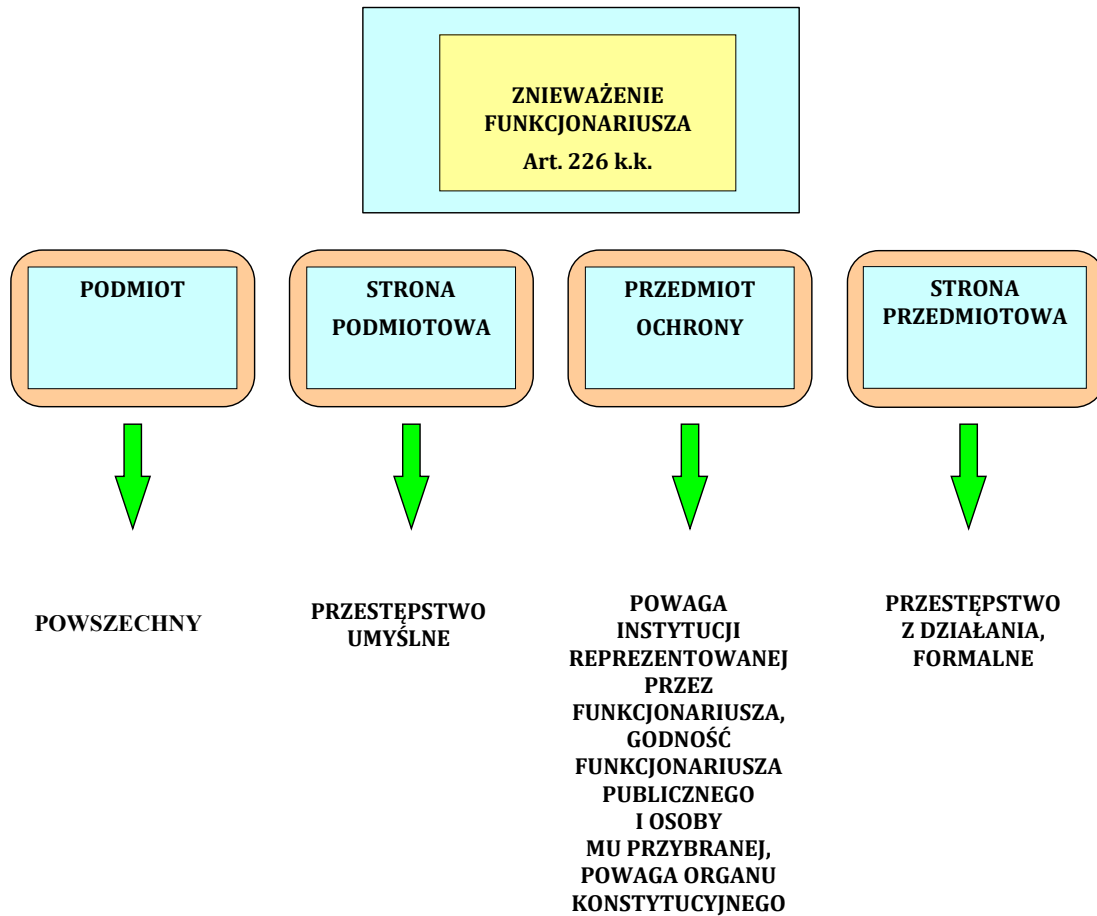 ZNIEWAŻENIE
FUNKCJONARIUSZA
Art. 226 k.k.
PODMIOT
STRONA
PODMIOTOWA
PRZEDMIOT
OCHRONY
STRONA
PRZEDMIOTOWA
POWSZECHNY
PRZESTĘPSTWO
UMYŚLNE
POWAGA
INSTYTUCJI
REPREZENTOWANEJ
PRZEZ
FUNKCJONARIUSZA,
GODNOŚĆ
FUNKCJONARIUSZA
PUBLICZNEGO
I OSOBY
MU PRZYBRANEJ,
POWAGA ORGANU
KONSTYTUCYJNEGO
PRZESTĘPSTWO
Z DZIAŁANIA,
FORMALNE